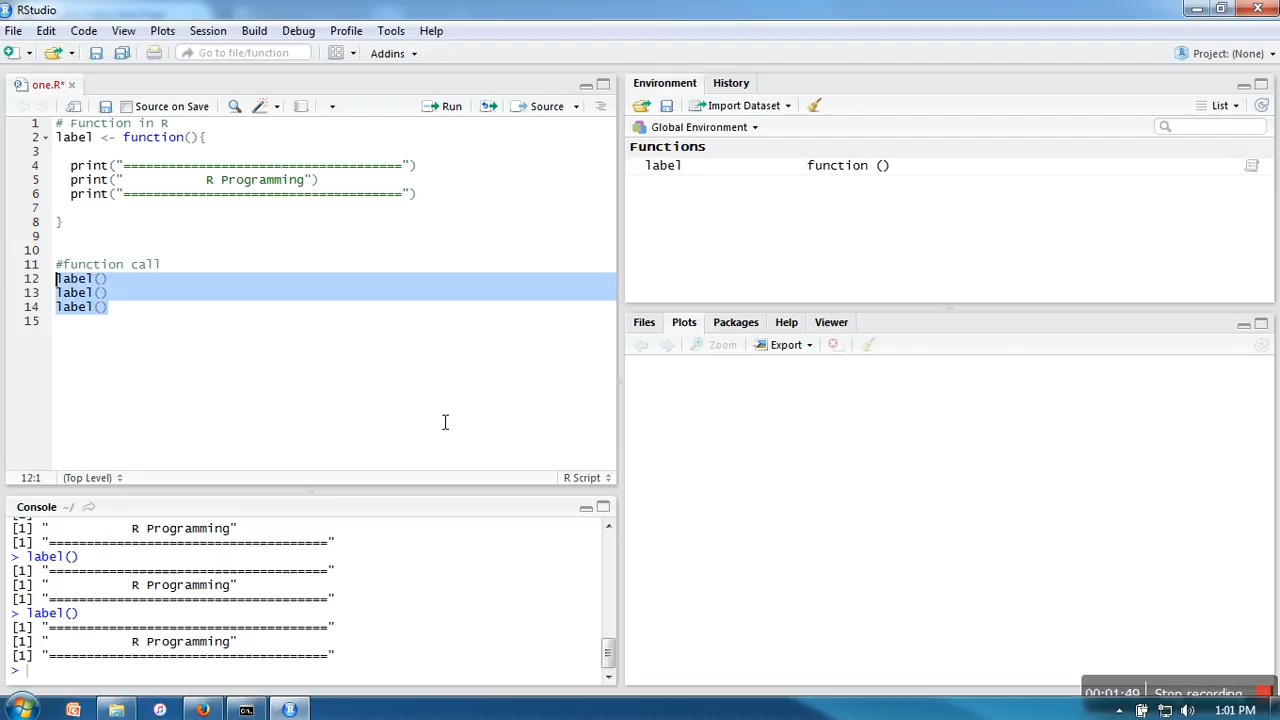 RStudio
File Edit Code View Plots Session Build Debug Profile Tools Help
Go to file/function Addins Project: (None)
one.R*
Source on Save Run Source
1 # Function in R
2 label <- function(){
3
4 print("======================================")
5 print("            R Programming")
6 print("======================================")
7
8 }
9
10
11 #function call
12 label()
13 label()
14 label()
15
12:1 (Top Level) R Script
Console ~/
[1] "            R Programming"
[1] "======================================"
> label()
[1] "======================================"
[1] "            R Programming"
[1] "======================================"
> label()
[1] "======================================"
[1] "            R Programming"
[1] "======================================"
>
Environment History
Import Dataset List
Global Environment
Functions
label function ()
Files Plots Packages Help Viewer
Zoom Export
00:01:49 Stop recording
1:01 PM